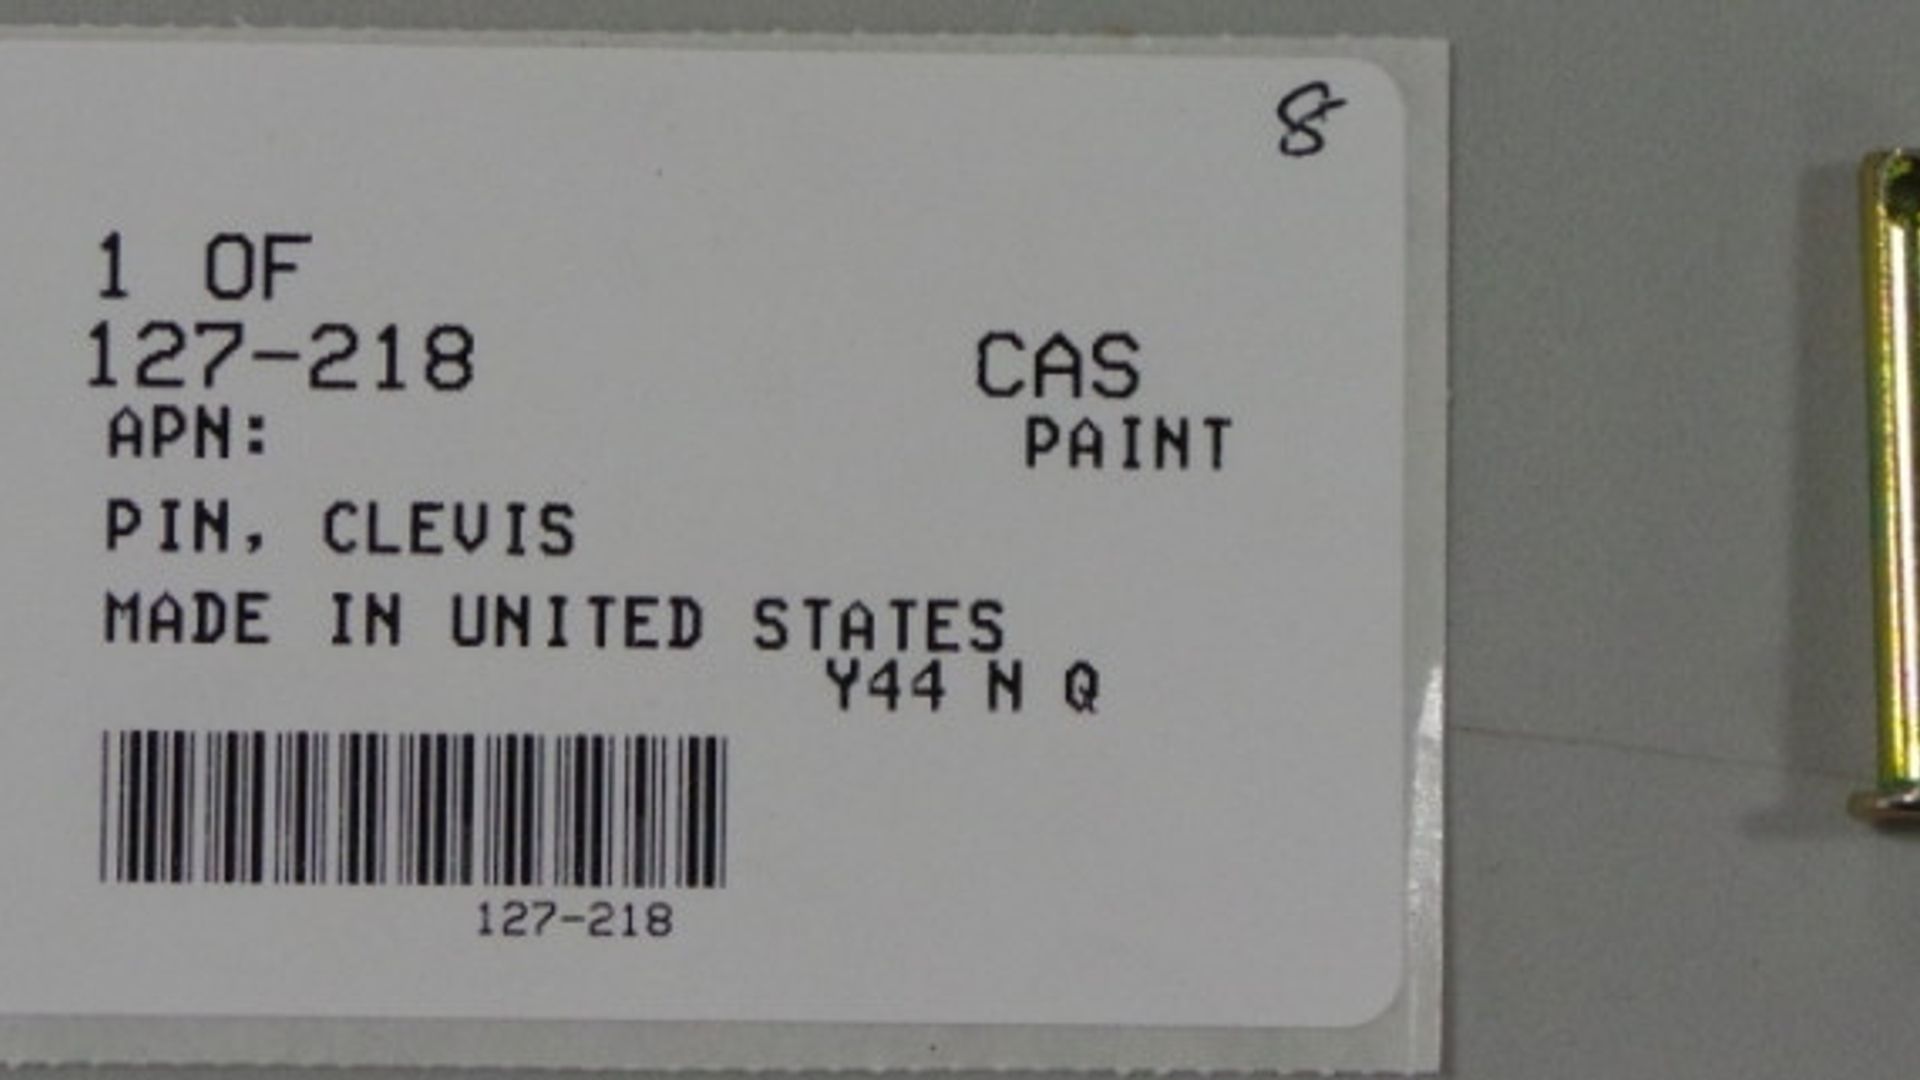 8
1 OF
127-218 CAS
APN: PAINT
PIN, CLEVIS
MADE IN UNITED STATES
Y44 N Q
127-218